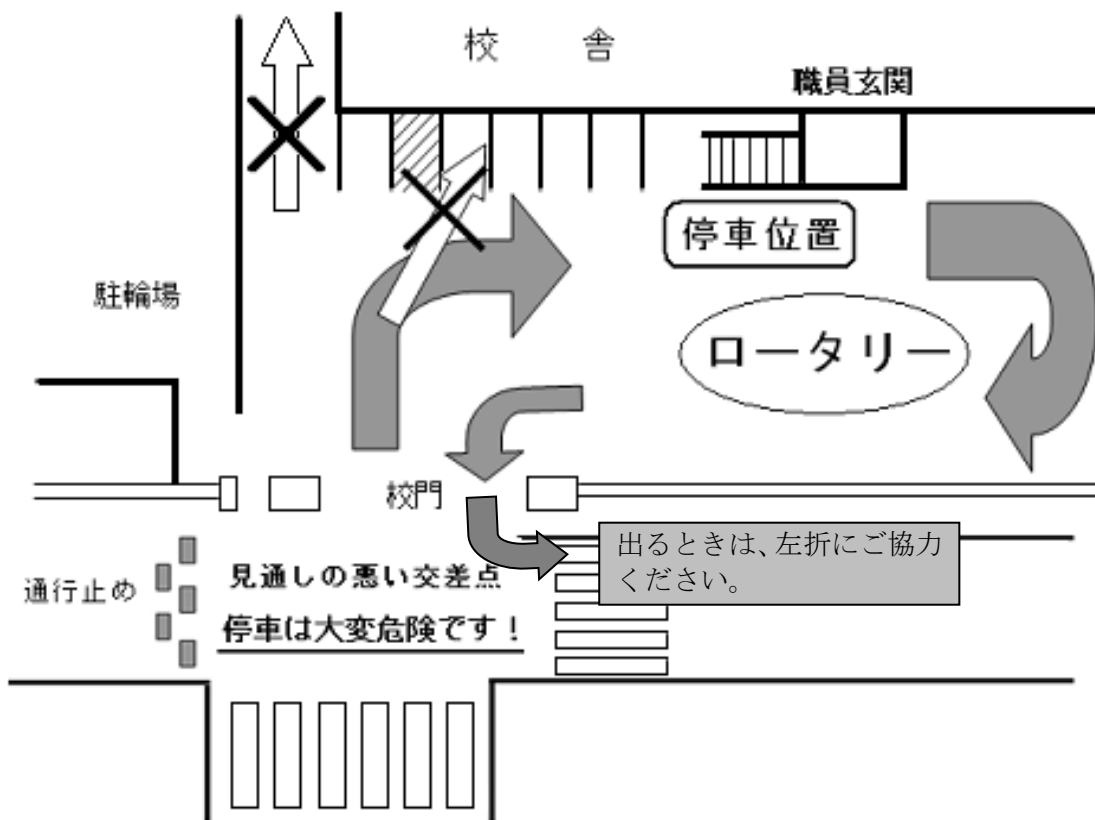 校　舎
職員玄関
停車位置
駐輪場
ロータリー
校門
出るときは、左折にご協力
ください。
通行止め
見通しの悪い交差点
停車は大変危険です！